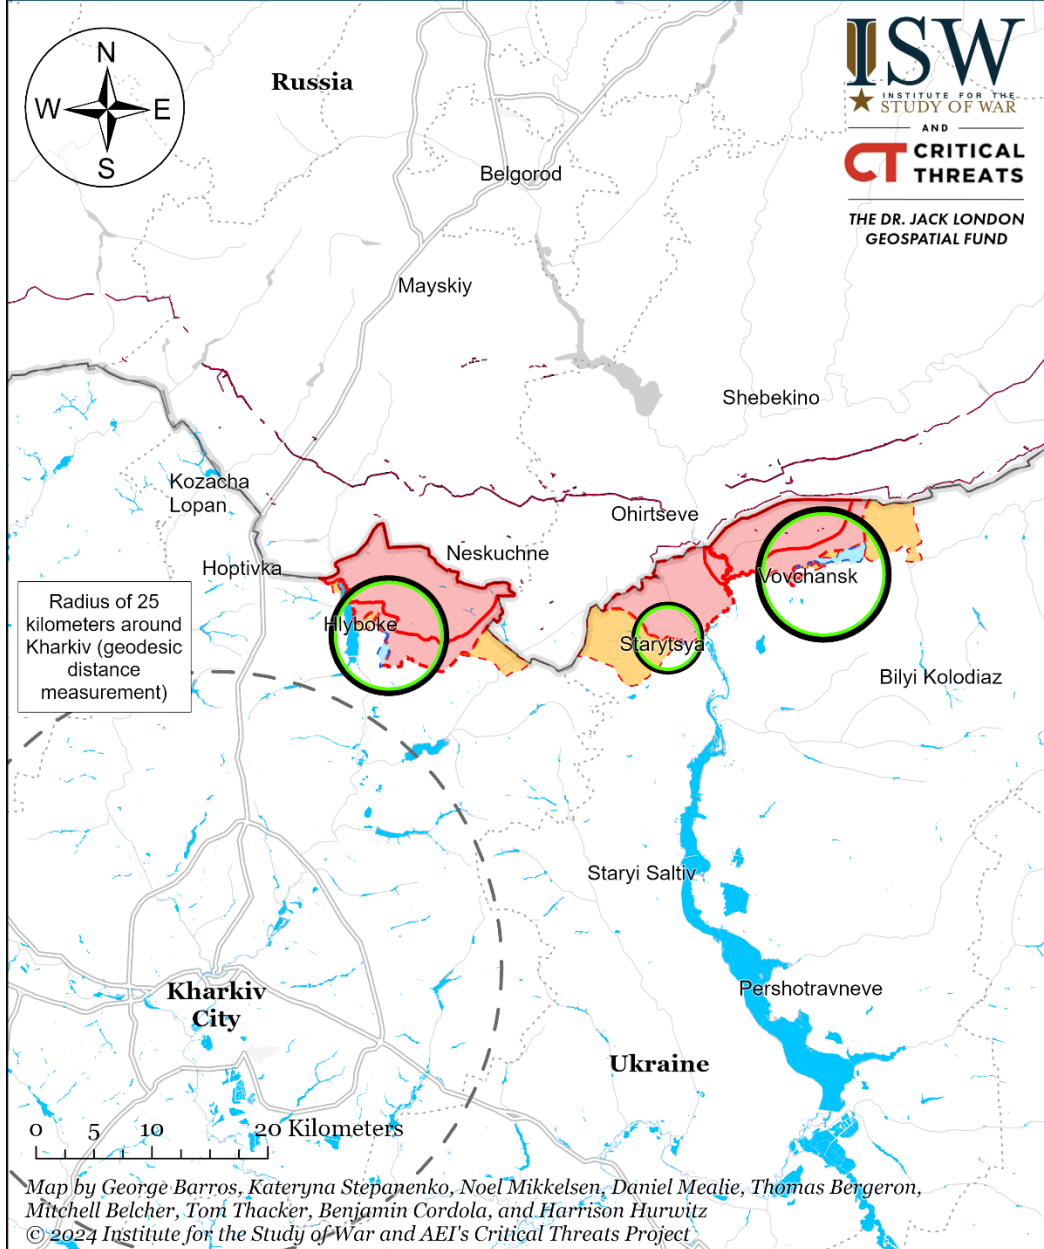 N
W E
S
Russia
ISW
INSTITUTE FOR THE
STUDY OF WAR
AND
CT CRITICAL
THREATS
THE DR. JACK LONDON
GEOSPATIAL FUND
Belgorod
Mayskiy
Shebekino
Kozacha
Lopan
Ohirtseve
Neskuchne
Hoptivka
Vovchansk
Radius of 25
kilometers around
Kharkiv (geodesic
distance
measurement)
Hlyboke
Starytsya
Bilyi Kolodiaz
Staryi Saltiv
Pershotravneve
Kharkiv
City
Ukraine
0 5 10 20 Kilometers
Map by George Barros, Kateryna Stepanenko, Noel Mikkelsen, Daniel Mealie, Thomas Bergeron,
Mitchell Belcher, Tom Thacker, Benjamin Cordola, and Harrison Hurwitz
© 2024 Institute for the Study of War and AEI's Critical Threats Project